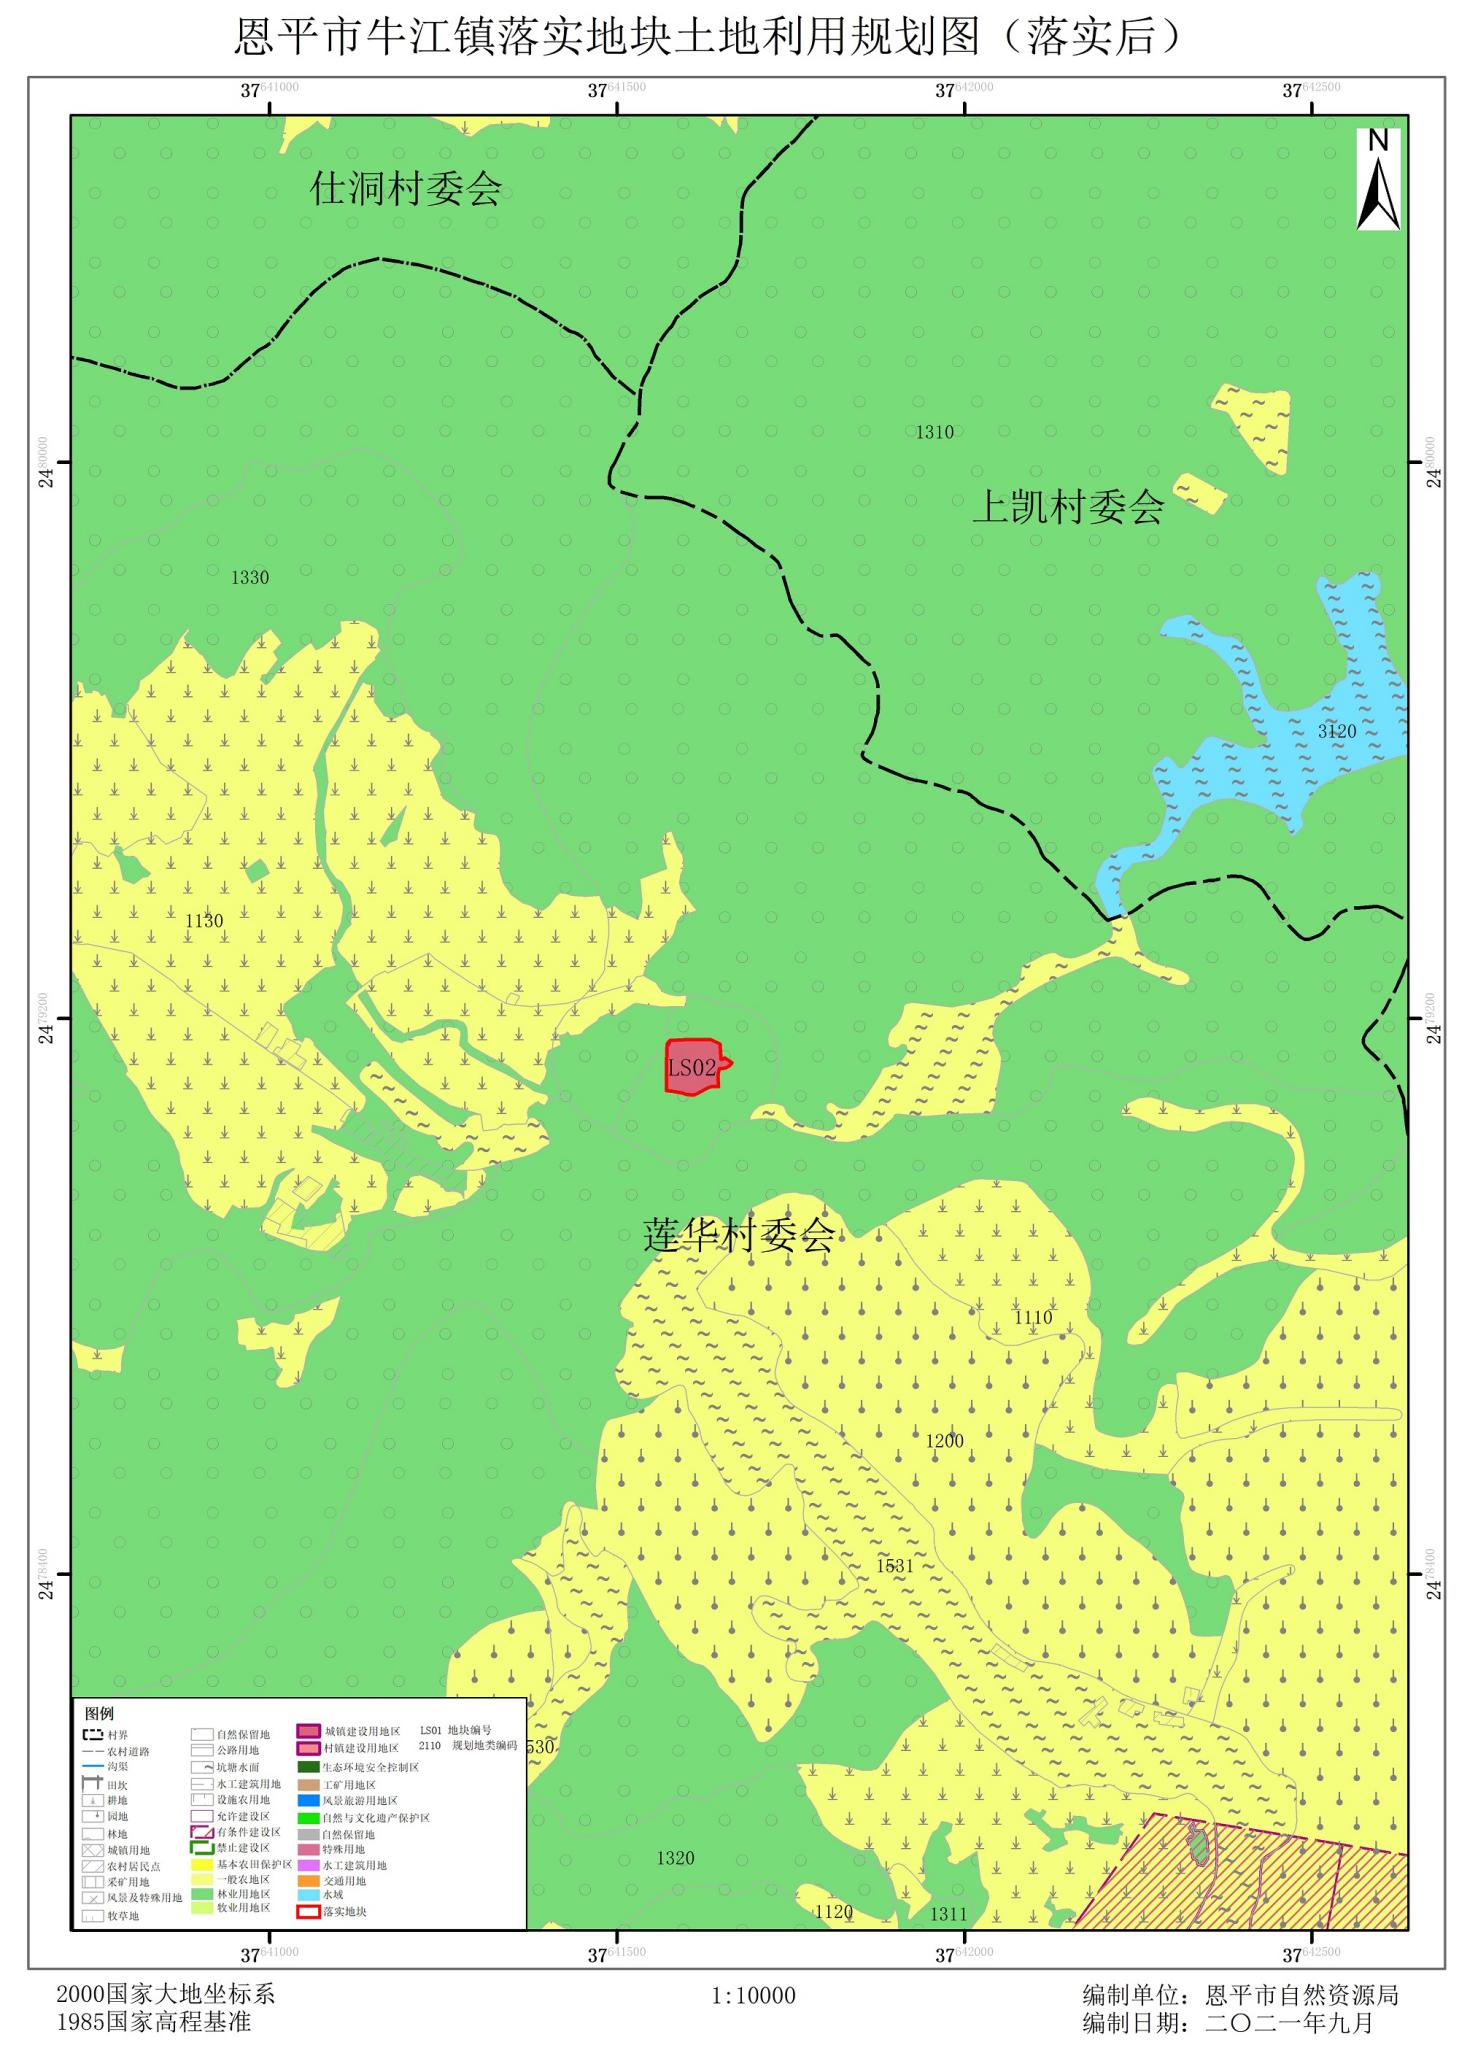 恩平市牛江镇落实地块土地利用规划图（落实后）
37641000 37641500 37642000 37642500
N
仕洞村委会
1310
2480000 2480000
上凯村委会
1330
3120
1130
2479200 2479200
LS02
莲华村委会
1110
1200
1531
2478400 2478400
530
1320
1120 1311
图例
村界
农村道路
沟渠
田坎
耕地
园地
林地
城镇用地
农村居民点
采矿用地
风景及特殊用地
牧草地
自然保留地
公路用地
坑塘水面
水工建筑用地
设施农用地
允许建设区
有条件建设区
禁止建设区
基本农田保护区
一般农地区
林业用地区
牧业用地区
城镇建设用地区
村镇建设用地区
生态环境安全控制区
工矿用地区
风景旅游用地区
自然与文化遗产保护区
自然保留地
特殊用地
水工建筑用地
交通用地
水域
落实地块
LS01 地块编号
2110 规划地类编码
37641000 37641500 37642000 37642500
2000国家大地坐标系
1985国家高程基准
1:10000
编制单位：恩平市自然资源局
编制日期：二〇二一年九月